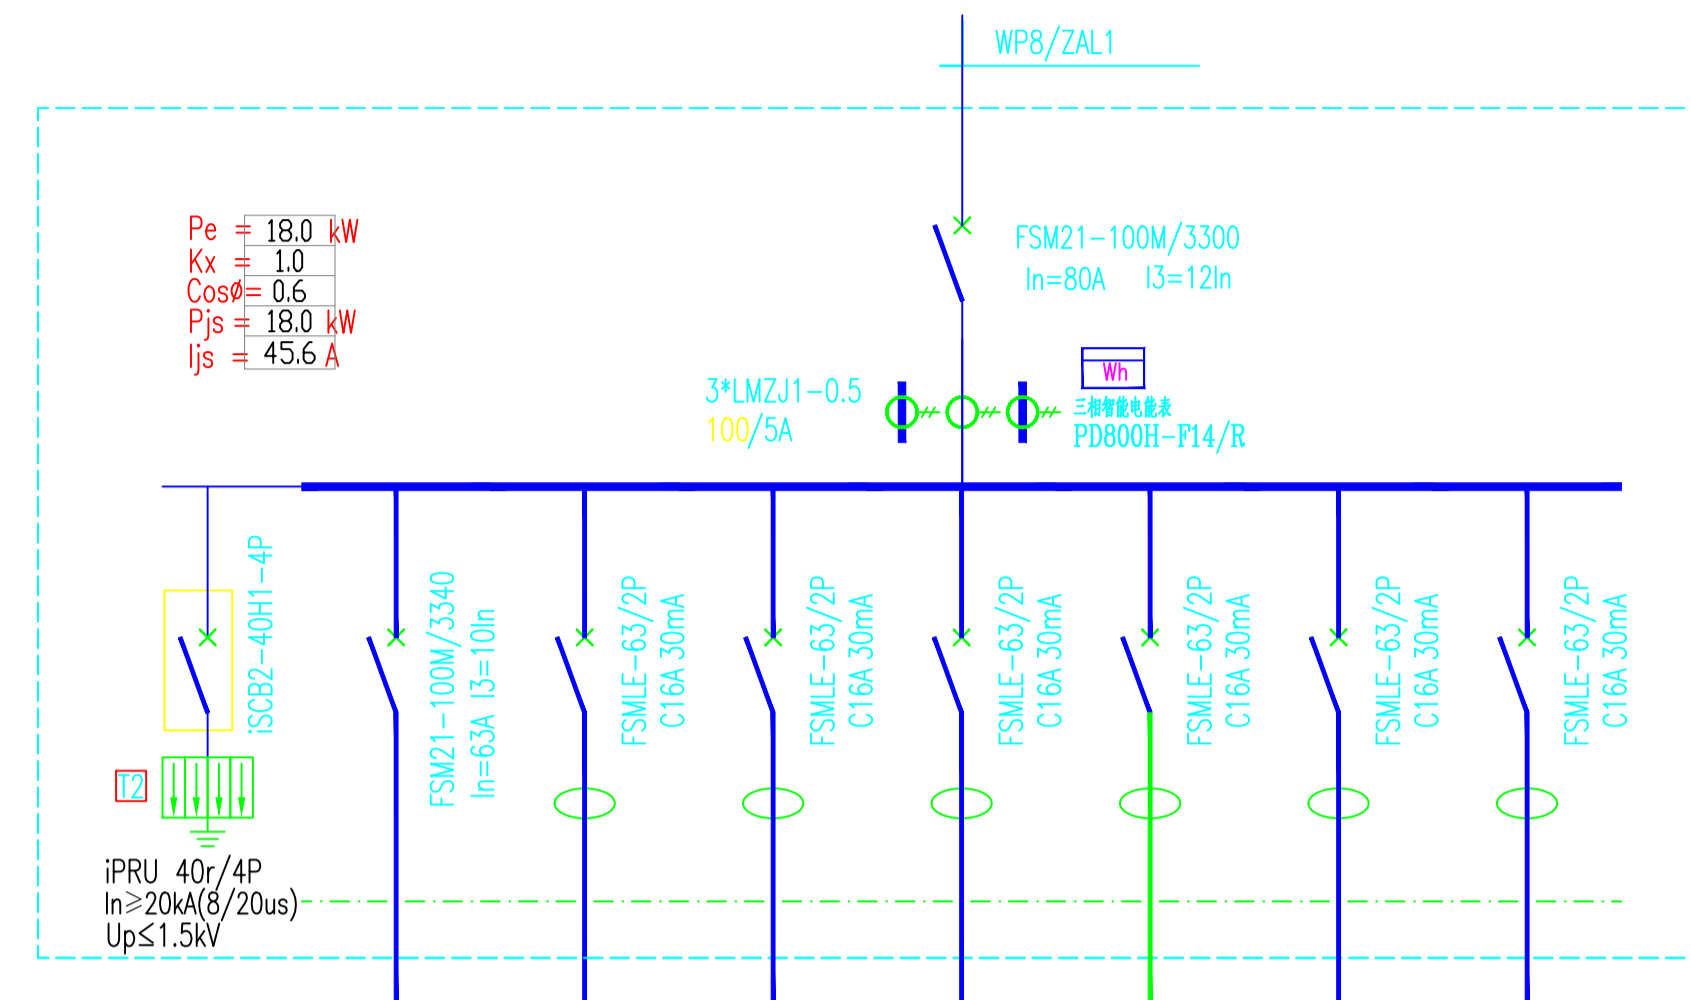 WP8/ZAL1
Pe = 18.0 kW
Kx = 1.0
CosØ= 0.6
Pjs = 18.0 kW
Ijs = 45.6 A
FSM21-100M/3300
In=80A I3=12In
Wh
3*LMZJ1-0.5
100/5A
三相智能电能表
PD800H-F14/R
iSCB2-40H1-4P
FSM21-100M/3340
In=63A I3=10In
FSMLE-63/2P
C16A 30mA
FSMLE-63/2P
C16A 30mA
FSMLE-63/2P
C16A 30mA
FSMLE-63/2P
C16A 30mA
FSMLE-63/2P
C16A 30mA
FSMLE-63/2P
C16A 30mA
T2
iPRU 40r/4P
In≥20kA(8/20us)
Up≤1.5kV